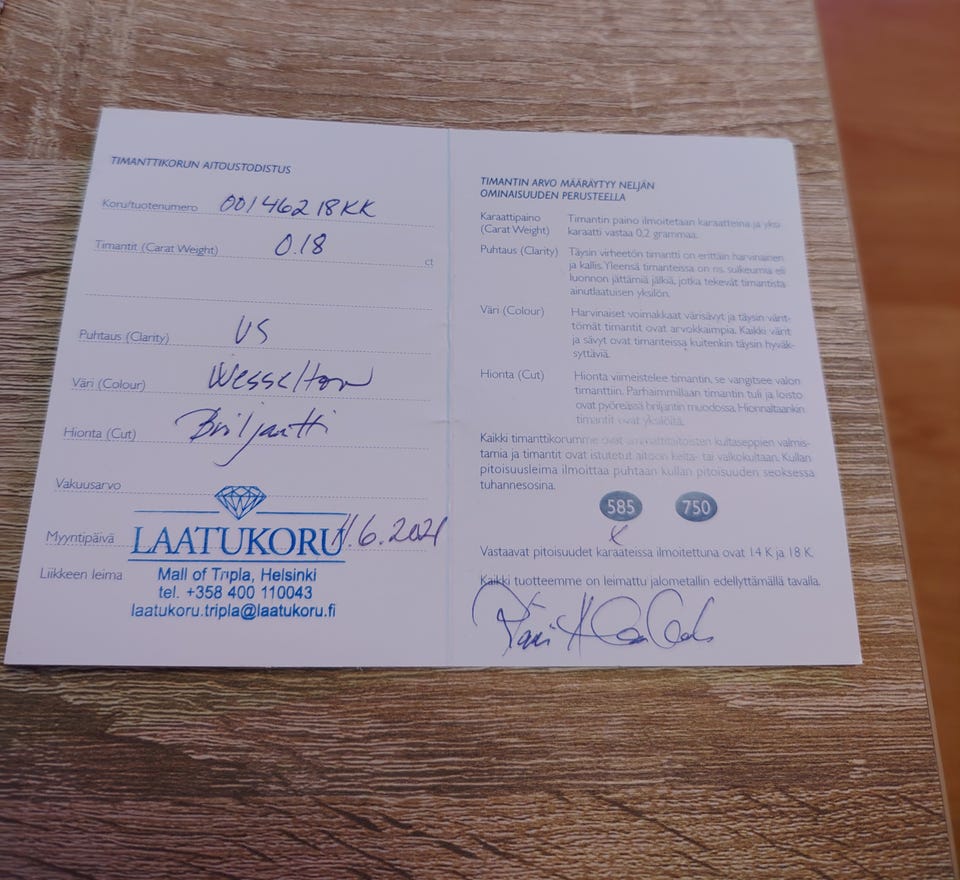 TIMANTTIKORUN AITOUSTODISTUS
Koru/tuotenumero 00146218KK
Timantit (Carat Weight) 0.18 ct
Puhtaus (Clarity) VS
Väri (Colour) Wesselton
Hionta (Cut) Briljantti
Vakuusarvo
Myyntipäivä 11.6.2021
LAATUKORU
Liikkeen leima
Mall of Tripla, Helsinki
tel. +358 400 110043
laatukoru.tripla@laatukoru.fi
TIMANTIN ARVO MÄÄRÄYTYY NELJÄN
OMINAISUUDEN PERUSTEELLA
Karaattipaino Timantin paino ilmoitetaan karaatteina ja yksi
(Carat Weight) karaatti vastaa 0,2 grammaa.
Puhtaus (Clarity) Täysin virheetön timantti on erittäin harvinainen
ja kallis. Yleensä timanteissa on ns. sulkeumia eli
luonnon jättämiä jälkiä, jotka tekevät timantista
ainutlaatuisen yksilön.
Väri (Colour) Harvinaiset voimakkaat värisävyt ja täysin värit-
tömät timantit ovat arvokkaimpia. Kaikki värit
ja sävyt ovat timanteissa kuitenkin täysin hyväk-
syttäviä.
Hionta (Cut) Hionta viimeistelee timantin, se vangitsee valon
timanttiin. Parhaimmillaan timantin tuli ja loisto
ovat pyöreässä briljantin muodossa. Hionnaltaankin
timantit ovat yksilöitä.
Kaikki timanttikorumme ovat ammattitaitoisten kultaseppien valmis-
tamia ja timantit on istutetut aitoon kelta- tai valkokultaan. Kullan
pitoisuusleima ilmoittaa puhtaan kullan pitoisuuden seoksessa
tuhannesosina.
585 750
x
Vastaavat pitoisuudet karaateissa ilmoitettuna ovat 14 K ja 18 K.
Kaikki tuotteemme on leimattu jalometallin edellyttämällä tavalla.